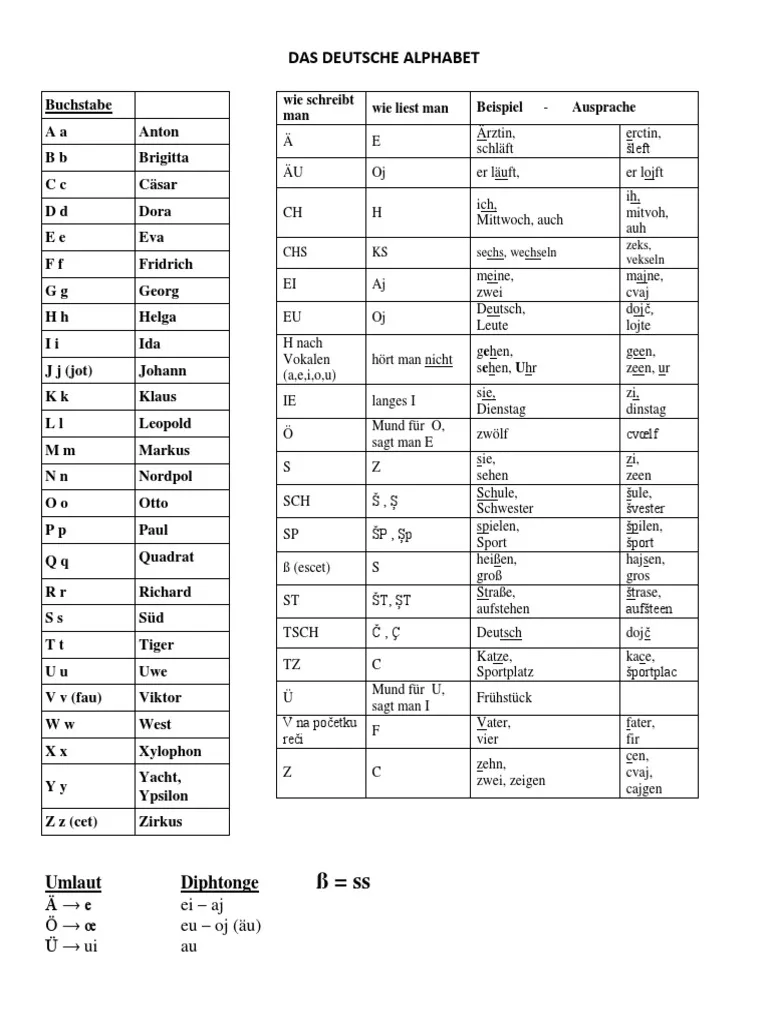 DAS DEUTSCHE ALPHABET
Buchstabe
A a Anton
B b Brigitta
C c Cäsar
D d Dora
E e Eva
F f Fridrich
G g Georg
H h Helga
I i Ida
J j (jot) Johann
K k Klaus
L l Leopold
M m Markus
N n Nordpol
O o Otto
P p Paul
Q q Quadrat
R r Richard
S s Süd
T t Tiger
U u Uwe
V v (fau) Viktor
W w West
X x Xylophon
Y y Yacht,
Ypsilon
Z z (cet) Zirkus
wie schreibt
man wie liest man Beispiel - Ausprache
Ä E Ärztin, erctin,
schläft šleft
ÄU Oj er läuft, er lojft
CH H ich, ih,
Mittwoch, auch mitvoh,
auh
CHS KS sechs, wechseln zeks,
vekseln
EI Aj meine, majne,
zwei cvaj
EU Oj Deutsch, dojč,
Leute lojte
H nach
Vokalen hört man nicht gehen, geen,
(a,e,i,o,u) sehen, Uhr zeen, ur
IE langes I sie, zi,
Dienstag dinstag
Ö Mund für O,
sagt man E zwölf cvœlf
S Z sie, zi,
sehen zeen
SCH Š , Ş Schule, šule,
Schwester švester
SP ŠP , Şp spielen, špilen,
Sport šport
ß (escet) S heißen, hajsen,
groß gros
ST ŠT, ŞT Straße, štrase,
aufstehen aufšteen
TSCH Č , Ç Deutsch dojč
TZ C Katze, kace,
Sportplatz športplac
Ü Mund für U,
sagt man I Frühstück
V na početku
reči F Vater, fater,
vier fir
Z C zehn, cen,
zwei, zeigen cvaj,
cajgen
Umlaut Diphtonge ß = ss
Ä → e ei – aj
Ö → œ eu – oj (äu)
Ü → ui au